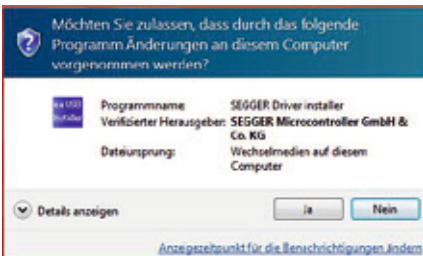 Möchten Sie zulassen, dass durch das folgende
Programm Änderungen an diesem Computer
vorgenommen werden?
Programmname: SEGGER Driver installer
Verifizierter Herausgeber: SEGGER Microcontroller GmbH &
Co. KG
Dateiursprung: Wechselmedien auf diesem
Computer
Details anzeigen Ja Nein
Anzeigezeitpunkt für die Benachrichtigungen ändern